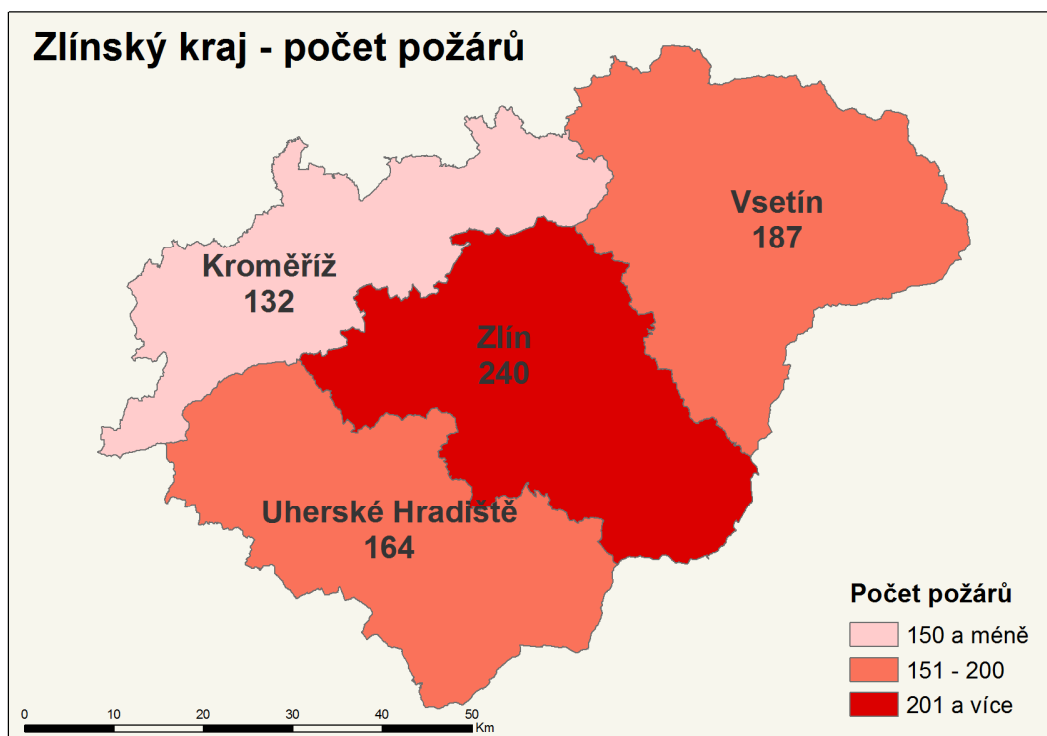 Zlínský kraj - počet požárů
Vsetín
187
Kroměříž
132
Zlín
240
Uherské Hradiště
164
Počet požárů
150 a méně
151 - 200
201 a více
0 10 20 30 40 50
Km